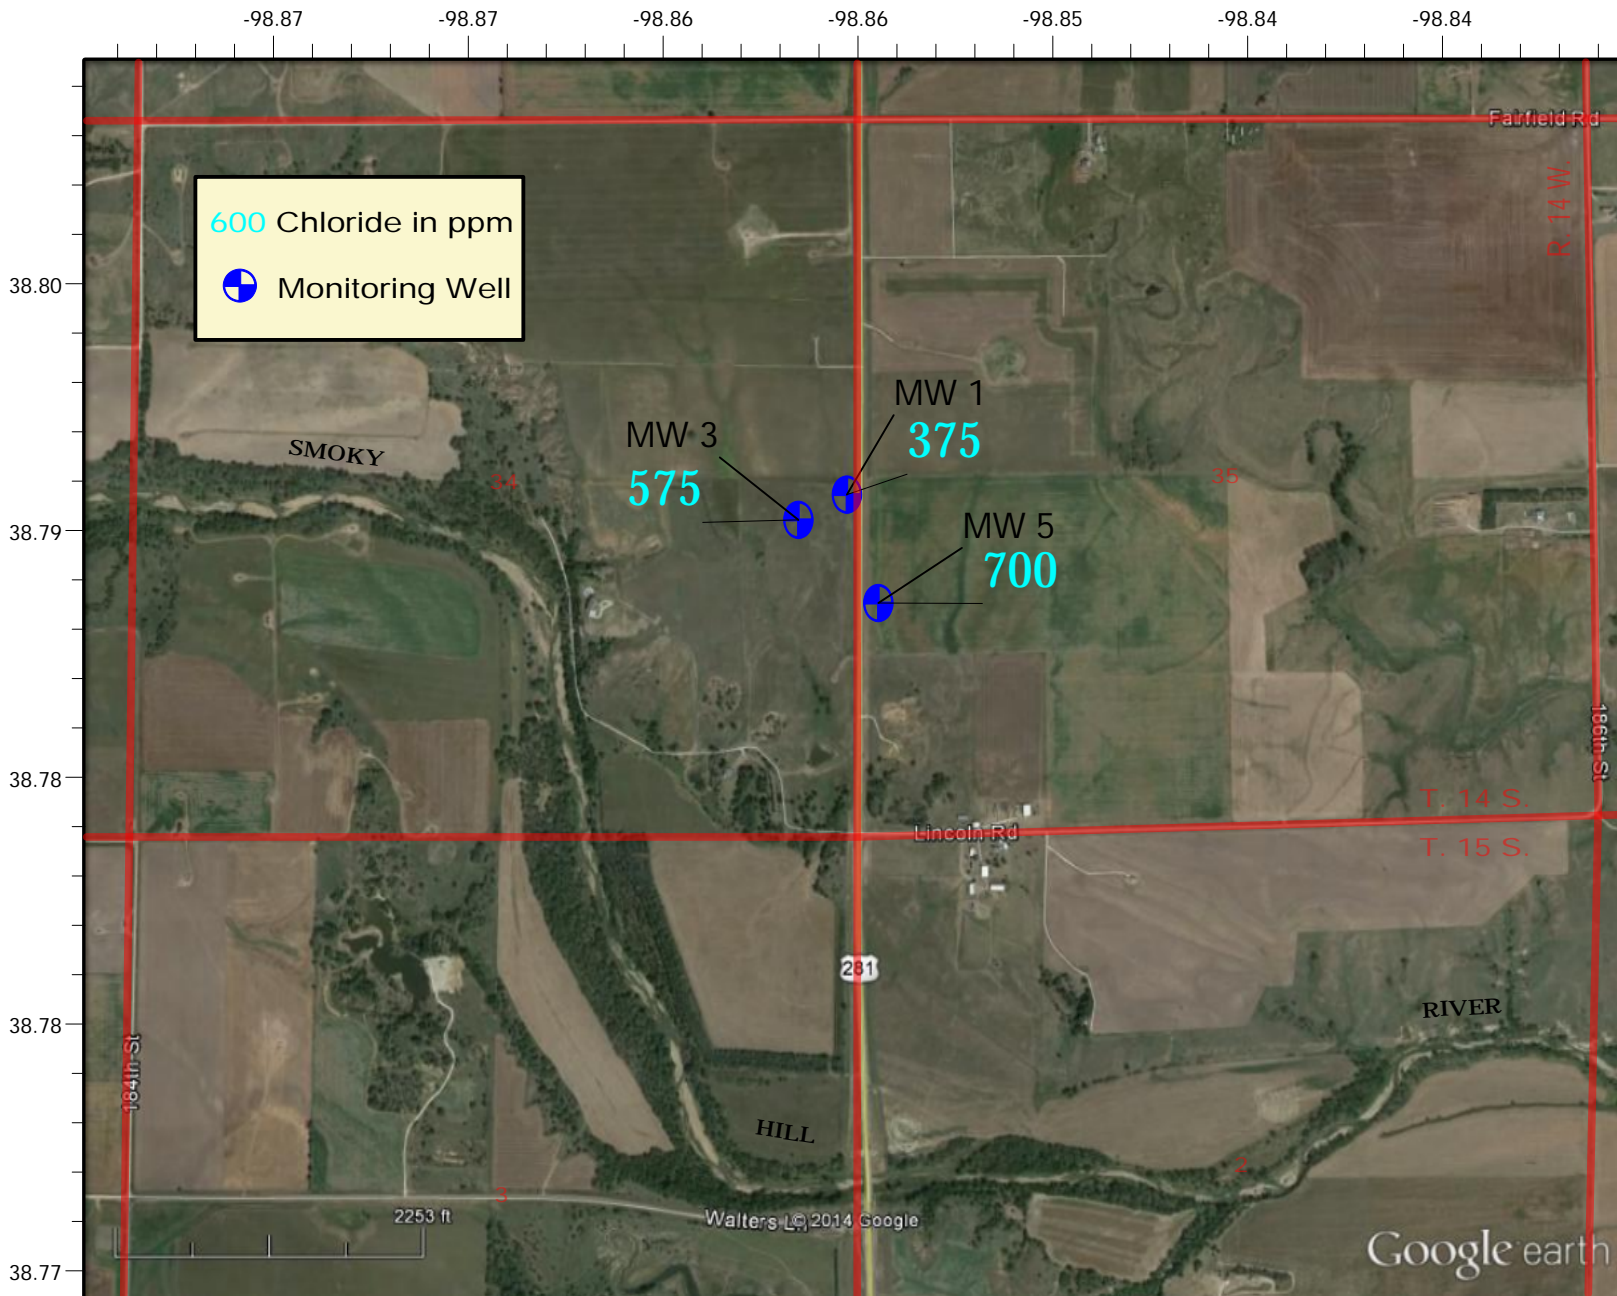 -98.87
-98.87
-98.86
-98.86
-98.85
-98.84
-98.84
Fairfield Rd
R. 14 W.
600 Chloride in ppm
Monitoring Well
38.80
MW 1
375
MW 3
575
SMOKY
34
35
38.79
MW 5
700
186th St
38.78
T. 14 S.
Lincoln Rd
T. 15 S.
281
RIVER
38.78
184th St
HILL
2
3
2253 ft
Walters Ln
© 2014 Google
Google earth
38.77